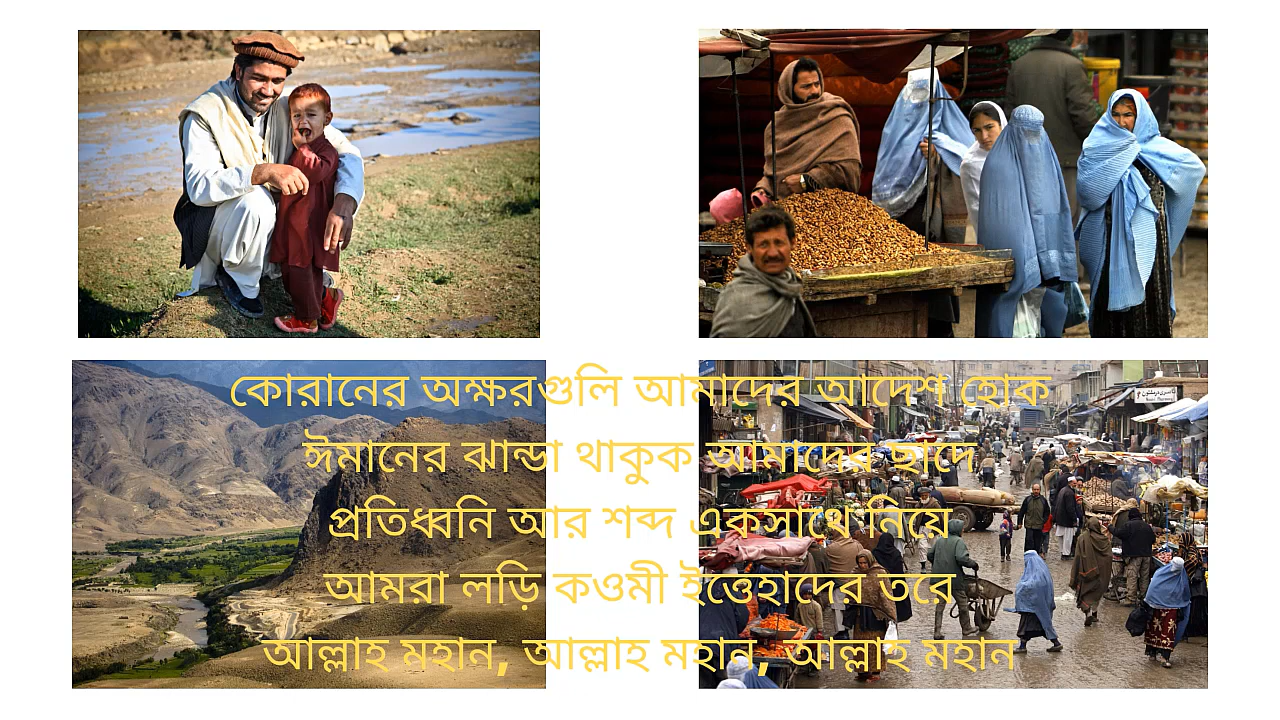 কোরানের অক্ষরগুলি আমাদের আদেশ হোক
ঈমানের ঝান্ডা থাকুক আমাদের ছাদে
প্রতিধ্বনি আর শব্দ একসাথে নিয়ে
আমরা লড়ি কওমী ইত্তেহাদের তরে
আল্লাহ মহান, আল্লাহ মহান, আল্লাহ মহান